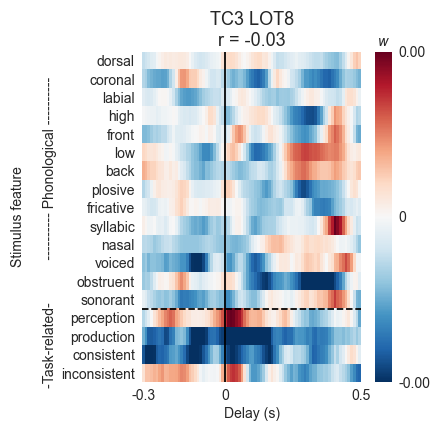 TC3 LOT8
r = -0.03
w
dorsal
coronal
labial
high
front
low
back
plosive
fricative
syllabic
nasal
voiced
obstruent
sonorant
perception
production
consistent
inconsistent
Stimulus feature
-Task-related- ---------- Phonological ----------
0.00
0
-0.00
-0.3
0
0.5
Delay (s)